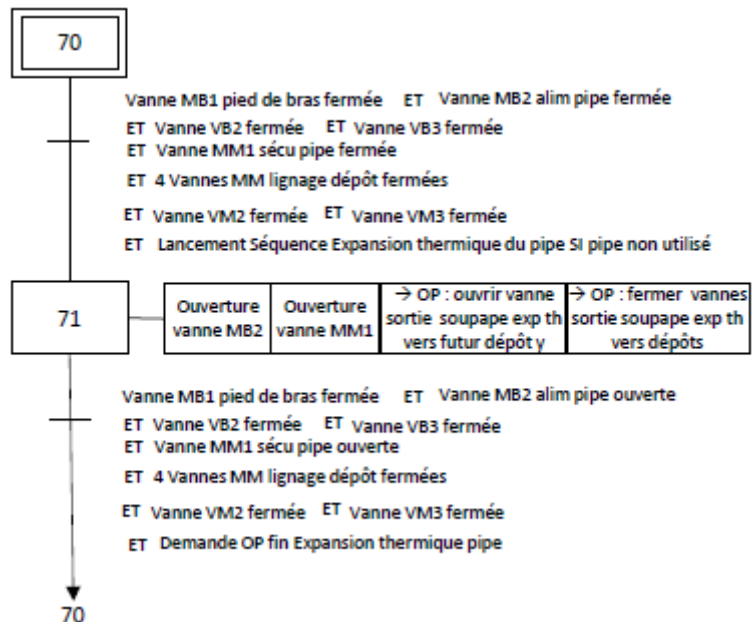 70
Vanne MB1 pied de bras fermée ET Vanne MB2 alim pipe fermée
ET Vanne VB2 fermée ET Vanne VB3 fermée
ET Vanne MM1 sécu pipe fermée
ET 4 Vannes MM lignage dépôt fermées
ET Vanne VM2 fermée ET Vanne VM3 fermée
ET Lancement Séquence Expansion thermique du pipe SI pipe non utilisé
71
Ouverture
vanne MB2
Ouverture
vanne MM1
→ OP : ouvrir vanne
sortie soupape exp th
vers futur dépôt y
→ OP : fermer vannes
sortie soupape exp th
vers dépôts
Vanne MB1 pied de bras fermée ET Vanne MB2 alim pipe ouverte
ET Vanne VB2 fermée ET Vanne VB3 fermée
ET Vanne MM1 sécu pipe ouverte
ET 4 Vannes MM lignage dépôt fermées
ET Vanne VM2 fermée ET Vanne VM3 fermée
ET Demande OP fin Expansion thermique pipe
70